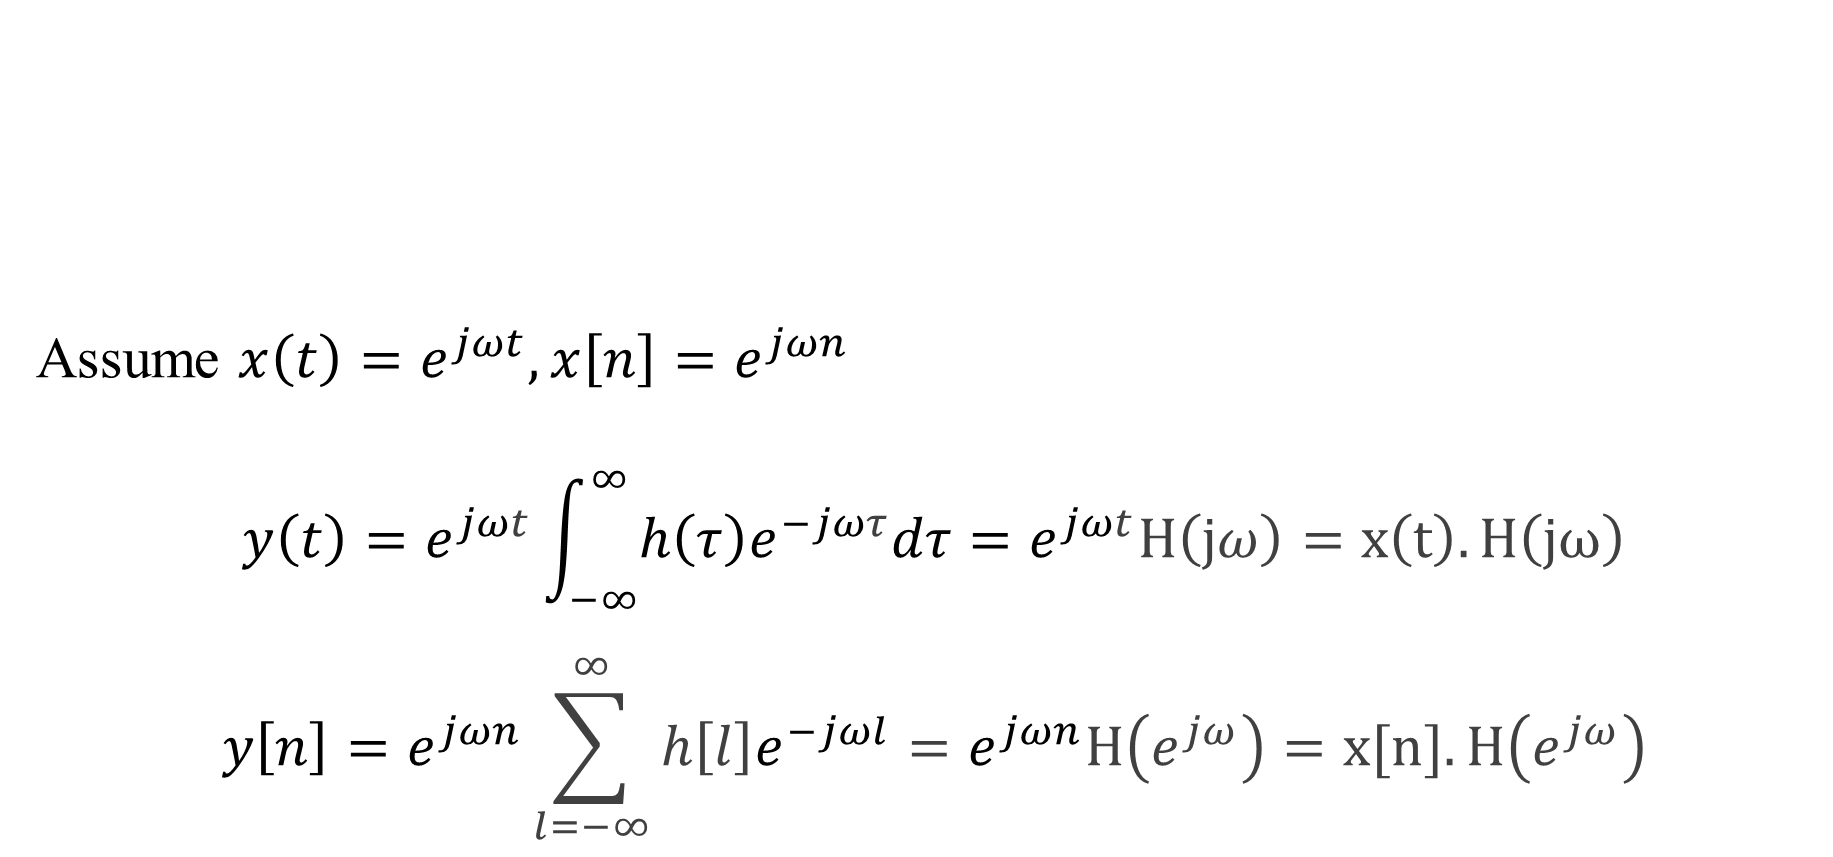 Assume x(t) = e^{jωt}, x[n] = e^{jωn}
y(t) = e^{jωt} ∫_{−∞}^{∞} h(τ)e^{−jωτ}dτ = e^{jωt}H(jω) = x(t). H(jω)
y[n] = e^{jωn} ∑_{l=−∞}^{∞} h[l]e^{−jωl} = e^{jωn}H(e^{jω}) = x[n]. H(e^{jω})